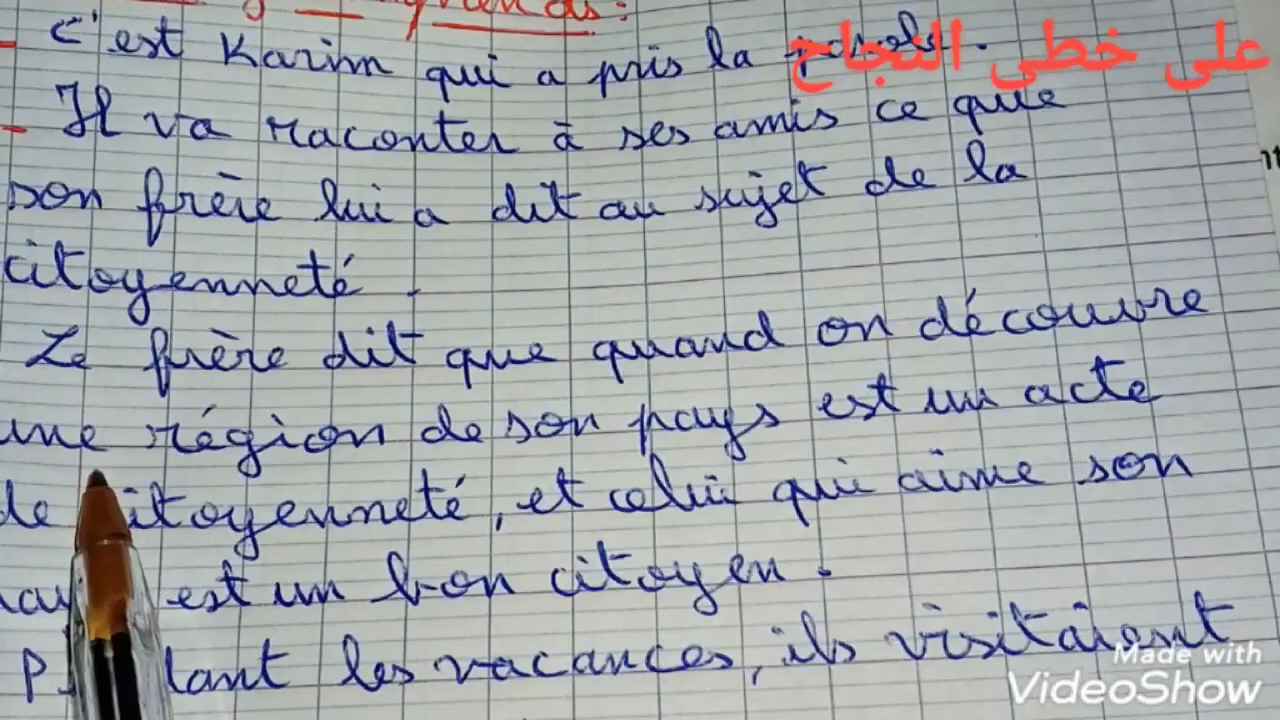 - C'est Karim qui a pris la parole.
على خطى النجاح
- Il va raconter à ses amis ce que
son frère lui a dit au sujet de la
citoyenneté.
Le frère dit que quand on découvre
une région de son pays est un acte
de citoyenneté, et celui qui aime son
est un bon citoyen.
les vacances, ils visitaient
Made with
VideoShow